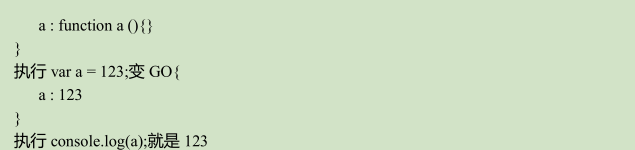 a : function a (){}
}
执行 var a = 123;变 GO{
a : 123
}
执行 console.log(a);就是 123